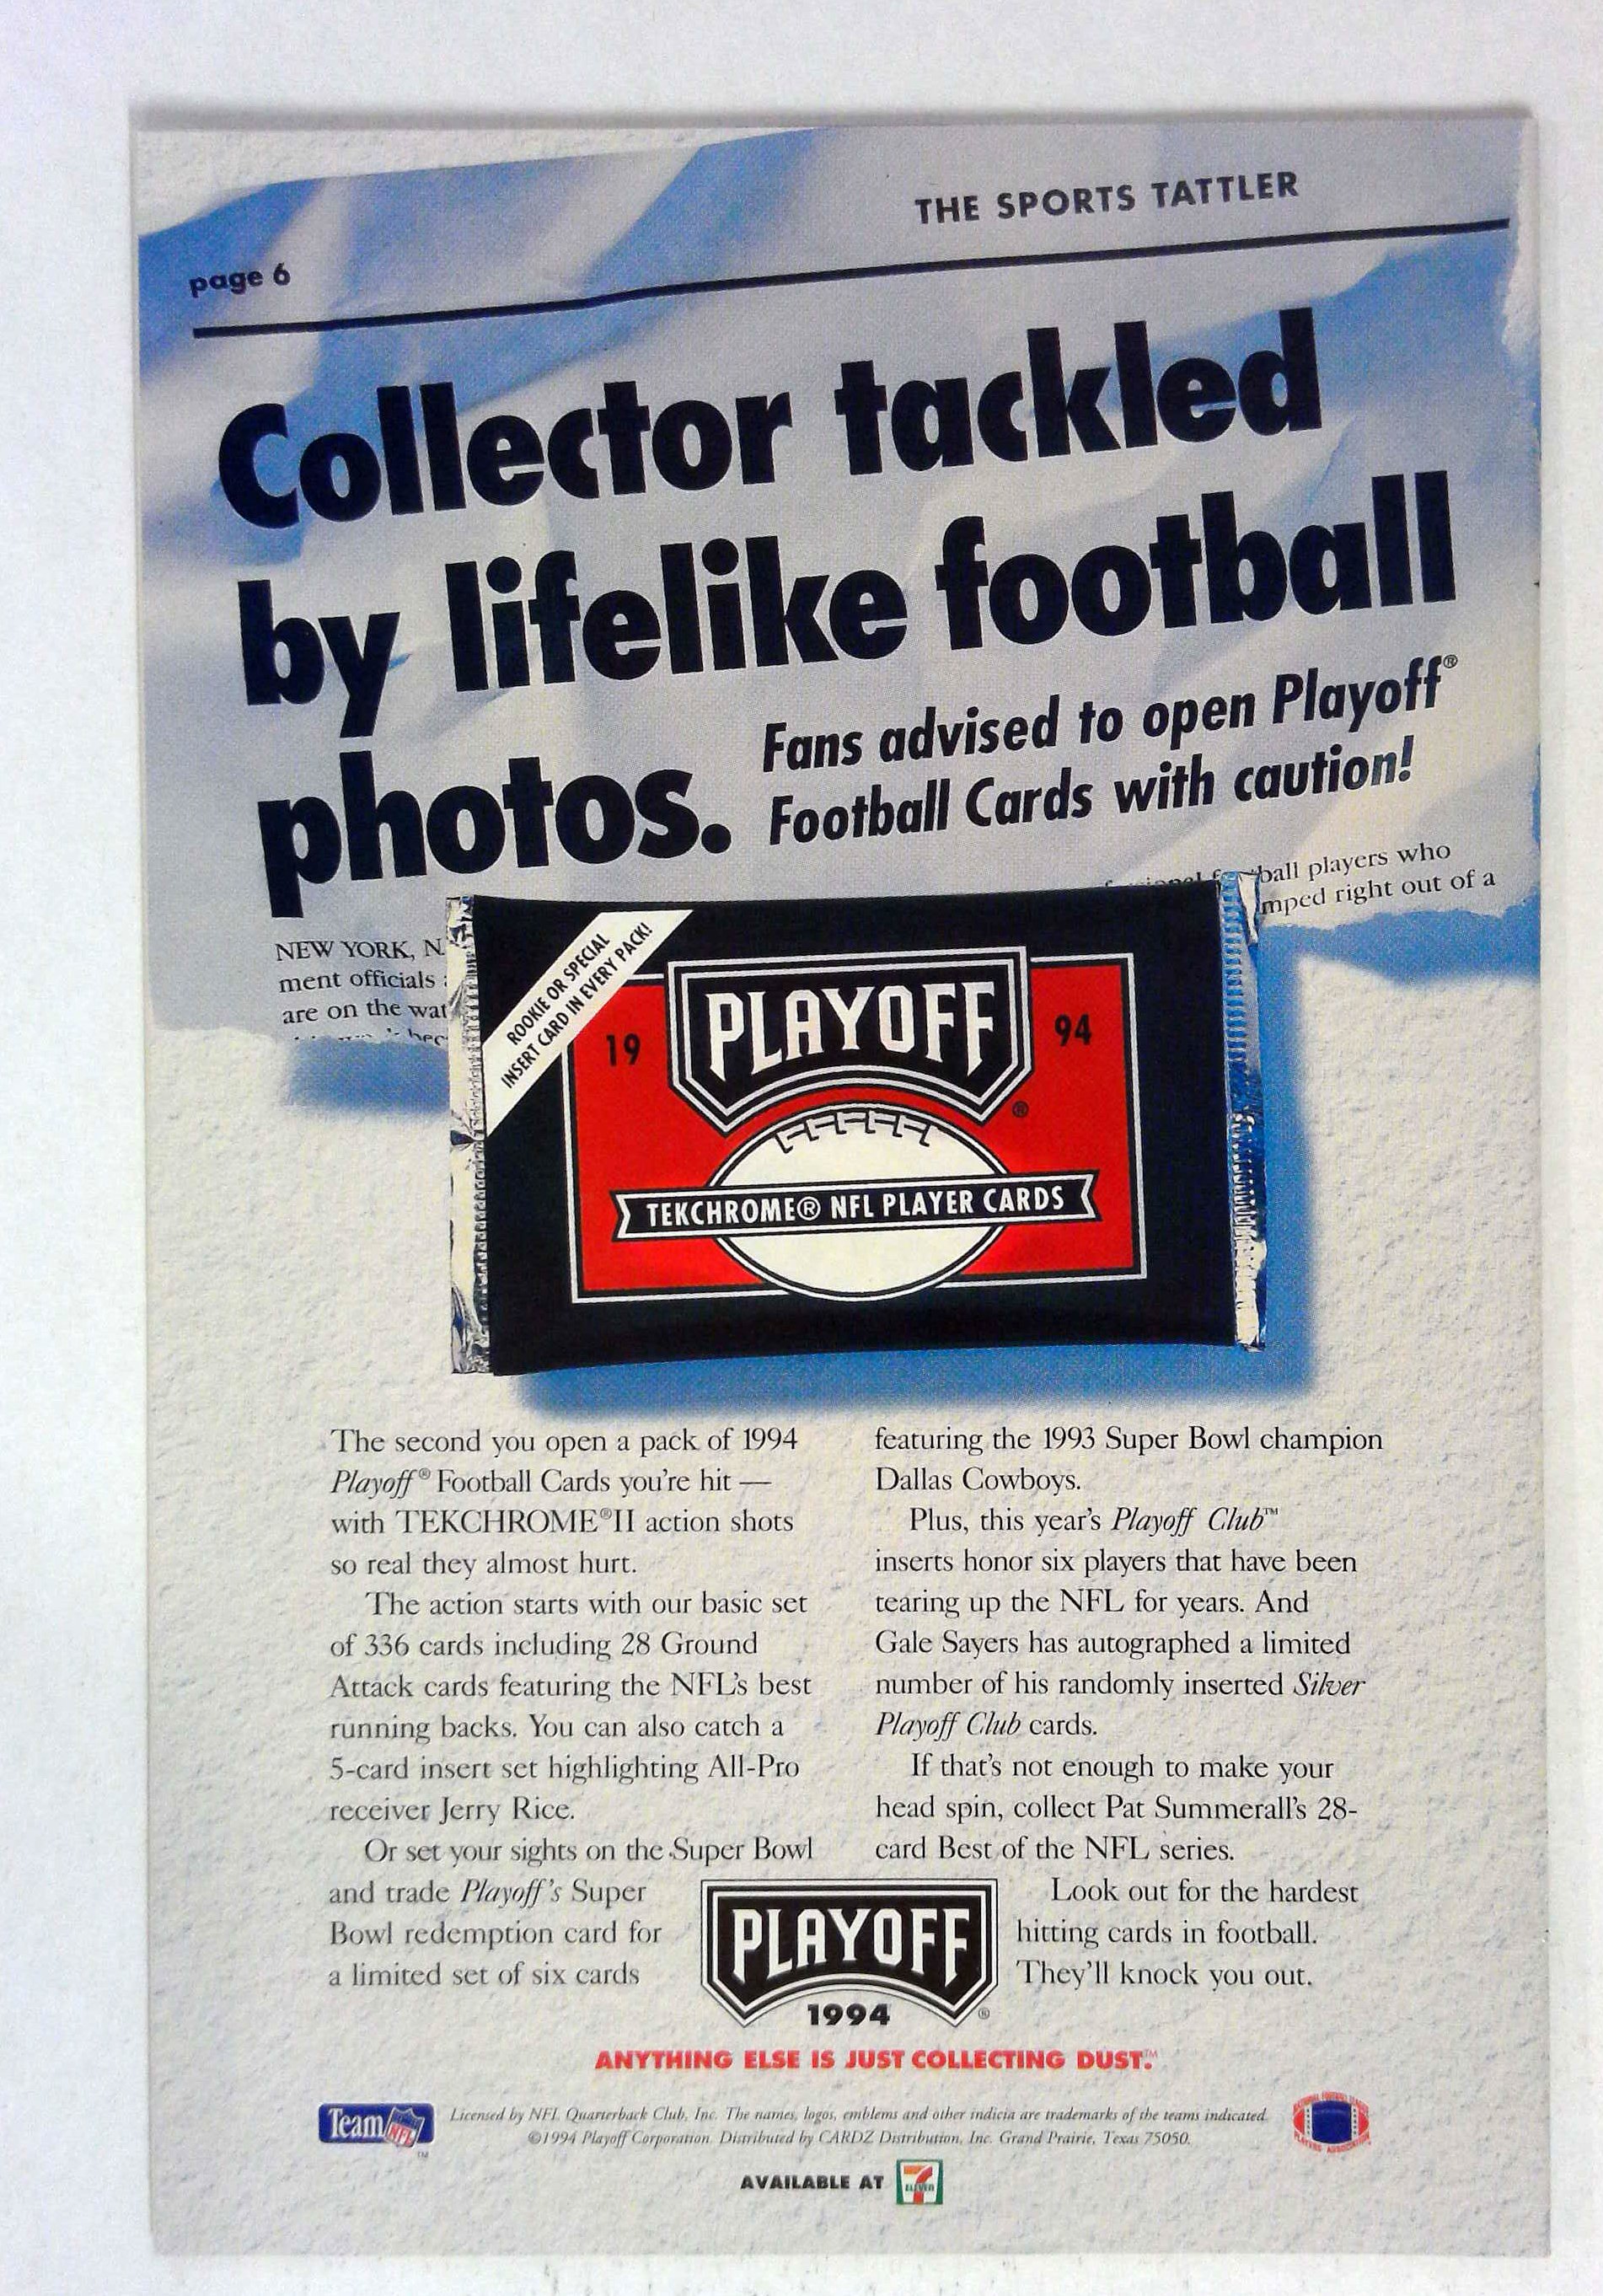 THE SPORTS TATTLER
page 6
Collector tackled
by lifelike football
photos.
Fans advised to open Playoff®
Football Cards with caution!
ball players who
mped right out of a
NEW YORK, N.
ment officials
are on the wat
ROOKIE OR SPECIAL
INSERT CARD IN EVERY PACK!
19 PLAYOFF® 94
TEKCHROME® NFL PLAYER CARDS
The second you open a pack of 1994
Playoff® Football Cards you're hit —
with TEKCHROME®II action shots
so real they almost hurt.
The action starts with our basic set
of 336 cards including 28 Ground
Attack cards featuring the NFL's best
running backs. You can also catch a
5-card insert set highlighting All-Pro
receiver Jerry Rice.
Or set your sights on the Super Bowl
and trade Playoff's Super
Bowl redemption card for
a limited set of six cards
featuring the 1993 Super Bowl champion
Dallas Cowboys.
Plus, this year's Playoff Club™
inserts honor six players that have been
tearing up the NFL for years. And
Gale Sayers has autographed a limited
number of his randomly inserted Silver
Playoff Club cards.
If that's not enough to make your
head spin, collect Pat Summerall's 28-
card Best of the NFL series.
Look out for the hardest
hitting cards in football.
They'll knock you out.
PLAYOFF
1994 ®
ANYTHING ELSE IS JUST COLLECTING DUST.™
Team NFL ™
Licensed by NFL Quarterback Club, Inc. The names, logos, emblems and other indicia are trademarks of the teams indicated.
©1994 Playoff Corporation. Distributed by CARDZ Distribution, Inc. Grand Prairie, Texas 75050.
PLAYERS ASSOCIATION
AVAILABLE AT 7 ELEVEN